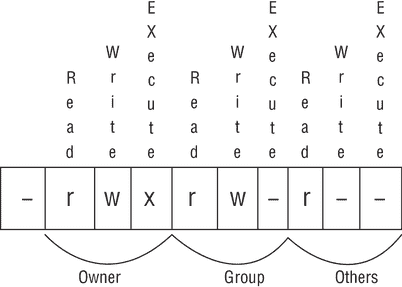 Read Write EXecute Read Write EXecute Read Write EXecute
- r w x r w - r - -
Owner Group Others